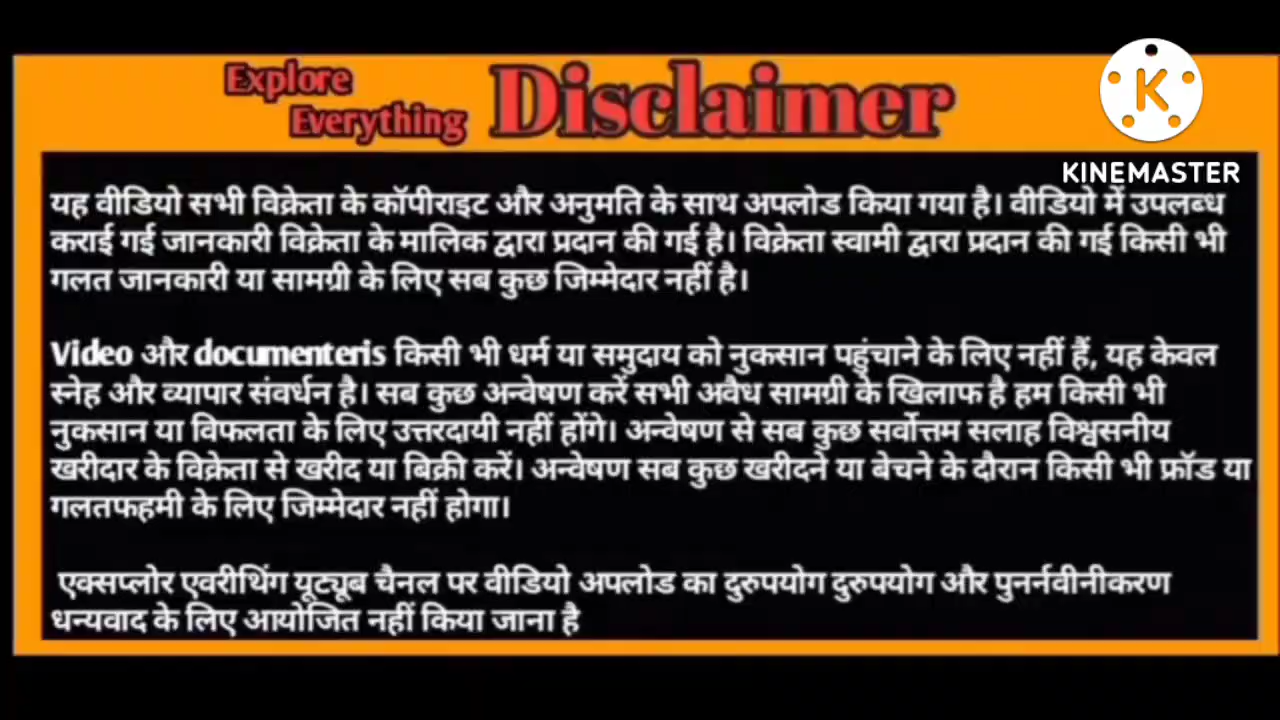 Explore
Everything
Disclaimer
KINEMASTER
यह वीडियो सभी विक्रेता के कॉपीराइट और अनुमति के साथ अपलोड किया गया है। वीडियो में उपलब्ध
कराई गई जानकारी विक्रेता के मालिक द्वारा प्रदान की गई है। विक्रेता स्वामी द्वारा प्रदान की गई किसी भी
गलत जानकारी या सामग्री के लिए सब कुछ जिम्मेदार नहीं है।
Video और documenteris किसी भी धर्म या समुदाय को नुकसान पहुंचाने के लिए नहीं हैं, यह केवल
स्नेह और व्यापार संवर्धन है। सब कुछ अन्वेषण करें सभी अवैध सामग्री के खिलाफ है हम किसी भी
नुकसान या विफलता के लिए उत्तरदायी नहीं होंगे। अन्वेषण से सब कुछ सर्वोत्तम सलाह विश्वसनीय
खरीदार के विक्रेता से खरीद या बिक्री करें। अन्वेषण सब कुछ खरीदने या बेचने के दौरान किसी भी फ्रॉड या
गलतफहमी के लिए जिम्मेदार नहीं होगा।
एक्सप्लोर एवरीथिंग यूट्यूब चैनल पर वीडियो अपलोड का दुरुपयोग दुरुपयोग और पुनर्नवीनीकरण
धन्यवाद के लिए आयोजित नहीं किया जाना है